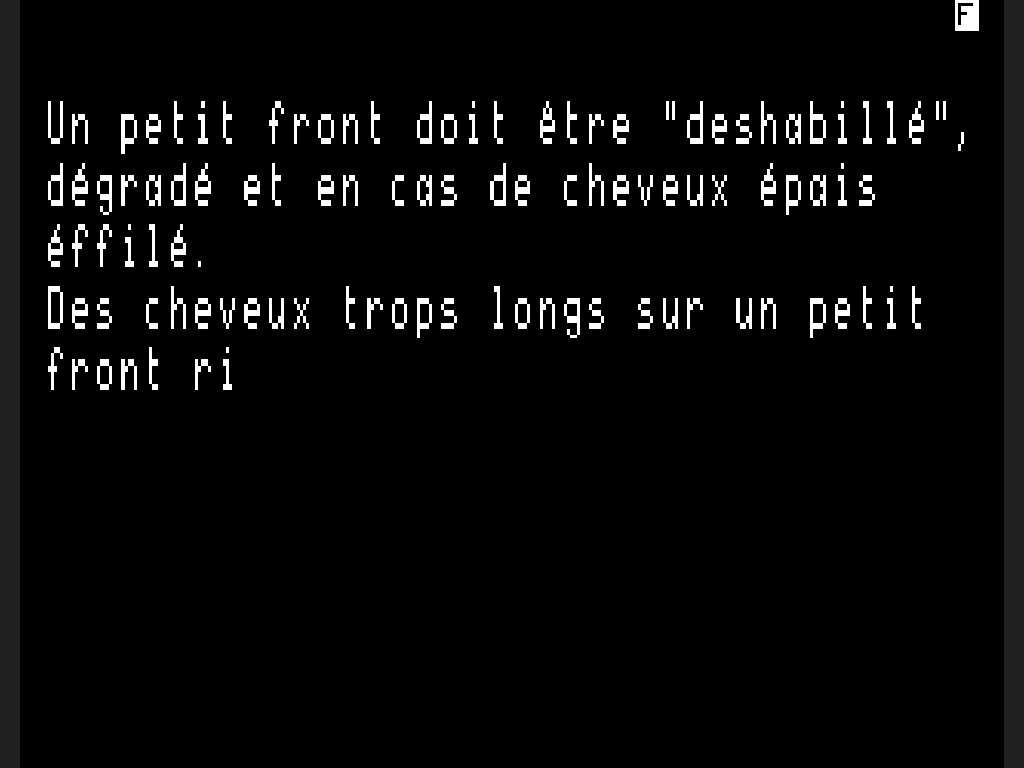 F
Un petit front doit être "deshabillé",
dégradé et en cas de cheveux épais
éffilé.
Des cheveux trops longs sur un petit
front ri